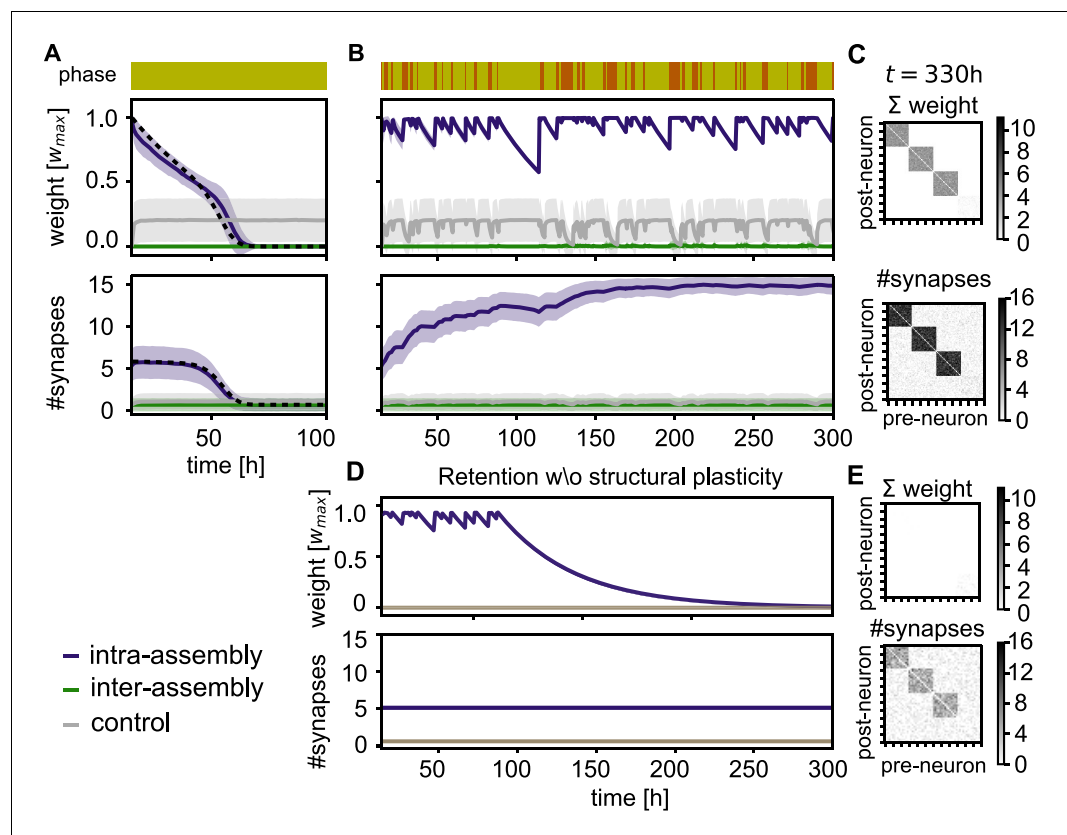 A
phase
weight [w_max]
1.0
0.5
0.0
#synapses
15
10
5
0
50
100
time [h]
B
50
100
150
200
250
300
C
t = 330h
Σ weight
post-neuron
10
8
6
4
2
0
#synapses
post-neuron
pre-neuron
16
12
8
4
0
D
Retention w\o structural plasticity
weight [w_max]
1.0
0.5
0
#synapses
15
10
5
0
50
100
150
200
250
300
time [h]
E
Σ weight
post-neuron
10
8
6
4
2
0
#synapses
post-neuron
pre-neuron
16
12
8
4
0
intra-assembly
inter-assembly
control